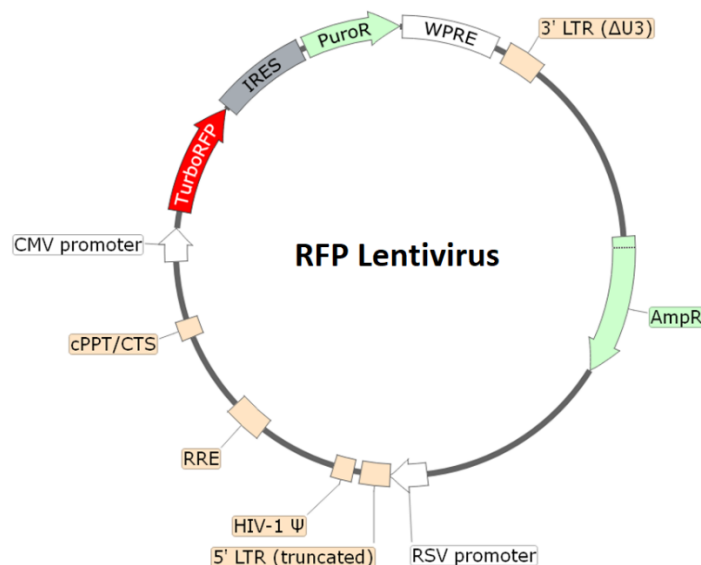 PuroR
WPRE
3' LTR (ΔU3)
IRES
TurboRFP
CMV promoter
RFP Lentivirus
AmpR
cPPT/CTS
RRE
HIV-1 Ψ
5' LTR (truncated)
RSV promoter